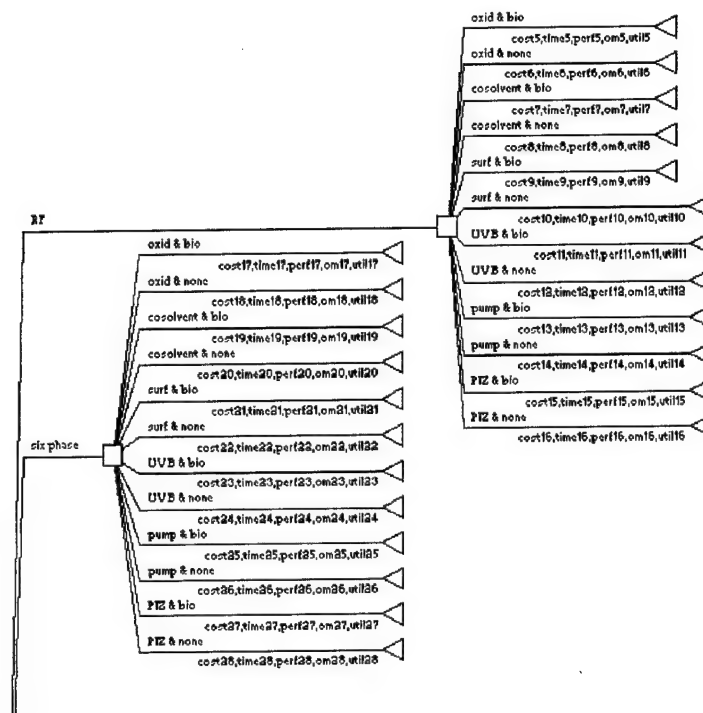 oxid & bio
cost5,time5,perf5,om5,util5
oxid & none
cost6,time6,perf6,om6,util6
cosolvent & bio
cost7,time7,perf7,om7,util7
cosolvent & none
cost8,time8,perf8,om8,util8
surf & bio
cost9,time9,perf9,om9,util9
surf & none
cost10,time10,perf10,om10,util10
RF
UVB & bio
cost11,time11,perf11,om11,util11
UVB & none
cost12,time12,perf12,om12,util12
pump & bio
cost13,time13,perf13,om13,util13
pump & none
cost14,time14,perf14,om14,util14
PIZ & bio
cost15,time15,perf15,om15,util15
PIZ & none
cost16,time16,perf16,om16,util16
oxid & bio
cost17,time17,perf17,om17,util17
oxid & none
cost18,time18,perf18,om18,util18
cosolvent & bio
cost19,time19,perf19,om19,util19
cosolvent & none
cost20,time20,perf20,om20,util20
surf & bio
cost21,time21,perf21,om21,util21
surf & none
cost22,time22,perf22,om22,util22
six phase
UVB & bio
cost23,time23,perf23,om23,util23
UVB & none
cost24,time24,perf24,om24,util24
pump & bio
cost25,time25,perf25,om25,util25
pump & none
cost26,time26,perf26,om26,util26
PIZ & bio
cost27,time27,perf27,om27,util27
PIZ & none
cost28,time28,perf28,om28,util28